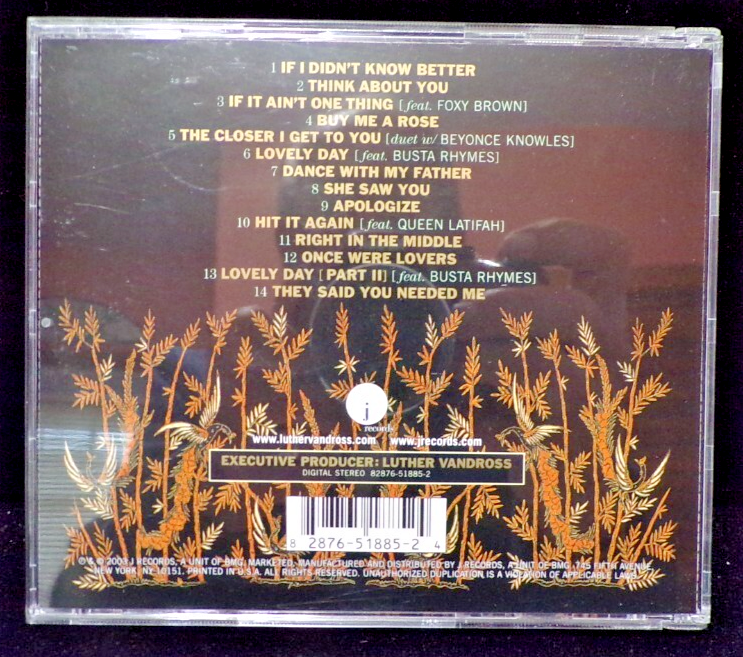 1 IF I DIDN'T KNOW BETTER
2 THINK ABOUT YOU
3 IF IT AIN'T ONE THING [feat. FOXY BROWN]
4 BUY ME A ROSE
5 THE CLOSER I GET TO YOU [duet w/ BEYONCE KNOWLES]
6 LOVELY DAY [feat. BUSTA RHYMES]
7 DANCE WITH MY FATHER
8 SHE SAW YOU
9 APOLOGIZE
10 HIT IT AGAIN [feat. QUEEN LATIFAH]
11 RIGHT IN THE MIDDLE
12 ONCE WERE LOVERS
13 LOVELY DAY [PART II] [feat. BUSTA RHYMES]
14 THEY SAID YOU NEEDED ME
j
records
www.luthervandross.com www.jrecords.com
EXECUTIVE PRODUCER: LUTHER VANDROSS
DIGITAL STEREO 82876-51885-2
8 2876-51885-2 4
℗ & © 2003 J RECORDS, A UNIT OF BMG. MARKETED, MANUFACTURED AND DISTRIBUTED BY J RECORDS, A UNIT OF BMG, 745 FIFTH AVENUE,
NEW YORK, NY 10151. PRINTED IN U.S.A. ALL RIGHTS RESERVED. UNAUTHORIZED DUPLICATION IS A VIOLATION OF APPLICABLE LAWS.